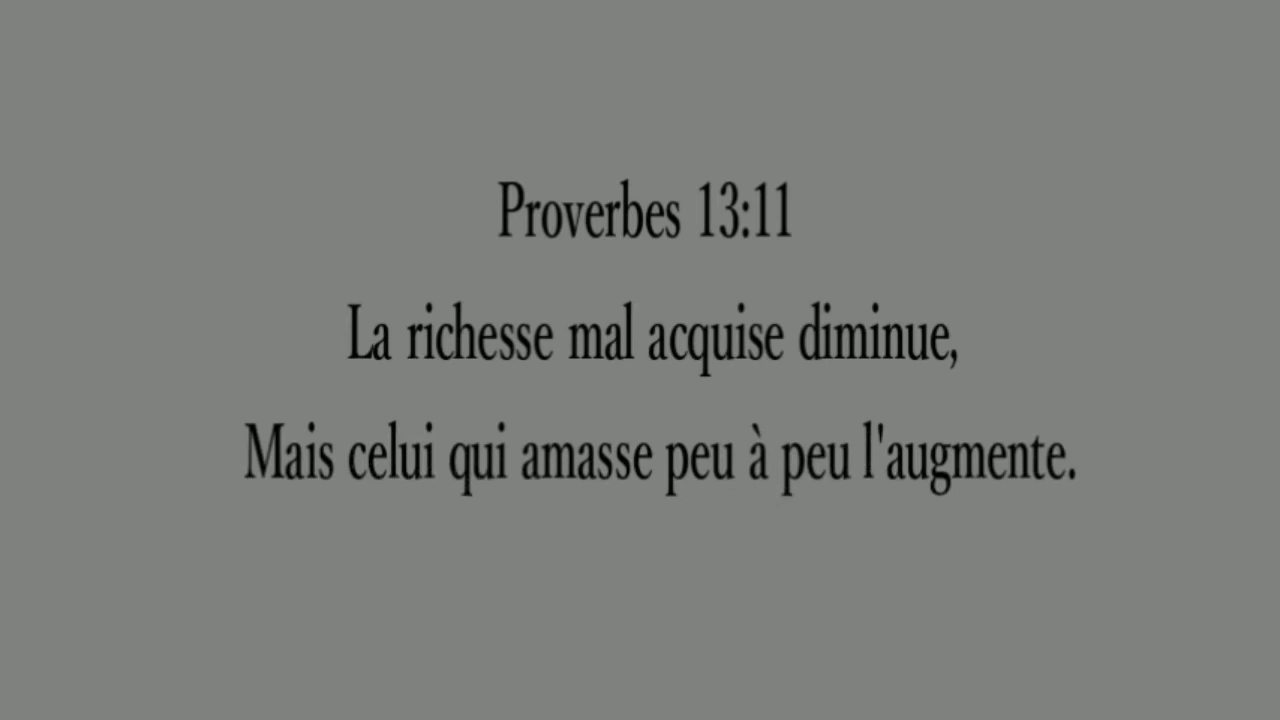 Proverbes 13:11
La richesse mal acquise diminue,
Mais celui qui amasse peu à peu l'augmente.